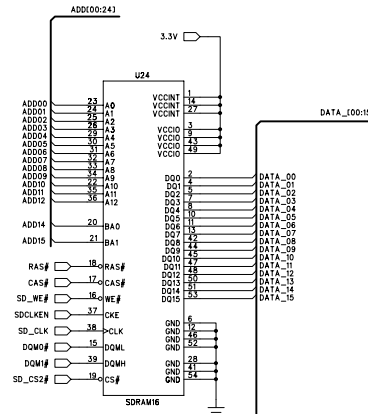 ADD[00:24]
3.3V
U24
DATA_[00:15
ADD00 23 A0
ADD01 24 A1
ADD02 25 A2
ADD03 26 A3
ADD04 29 A4
ADD05 30 A5
ADD06 31 A6
ADD07 32 A7
ADD08 33 A8
ADD09 34 A9
ADD10 22 A10
ADD11 35 A11
ADD12 36 A12
ADD14 20 BA0
ADD15 21 BA1
RAS# 18 RAS#
CAS# 17 CAS#
SD_WE# 16 WE#
SDCLKEN 37 CKE
SD_CLK 38 CLK
DQM0# 15 DQML
DQM1# 39 DQMH
SD_CS2# 19 CS#
VCCINT 1
VCCINT 14
VCCINT 27
VCCIO 3
VCCIO 9
VCCIO 43
VCCIO 49
DQ0 2 DATA_00
DQ1 4 DATA_01
DQ2 5 DATA_02
DQ3 7 DATA_03
DQ4 8 DATA_04
DQ5 10 DATA_05
DQ6 11 DATA_06
DQ7 13 DATA_07
DQ8 42 DATA_08
DQ9 44 DATA_09
DQ10 45 DATA_10
DQ11 47 DATA_11
DQ12 48 DATA_12
DQ13 50 DATA_13
DQ14 51 DATA_14
DQ15 53 DATA_15
GND 6
GND 12
GND 46
GND 52
GND 28
GND 41
GND 54
SDRAM16